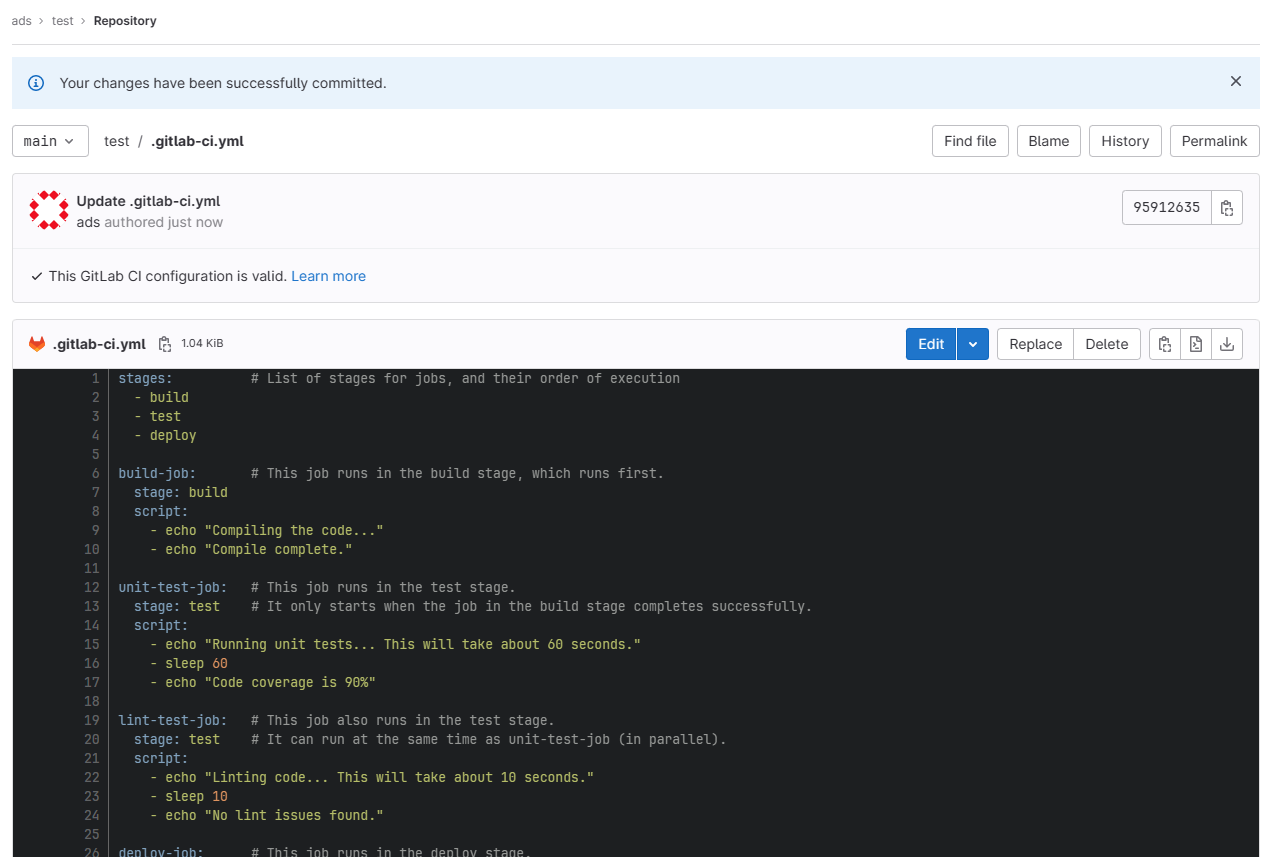 ads > test > Repository
Your changes have been successfully committed.
main test / .gitlab-ci.yml Find file Blame History Permalink
Update .gitlab-ci.yml
ads authored just now
95912635
This GitLab CI configuration is valid. Learn more
.gitlab-ci.yml 1.04 KiB Edit Replace Delete
1 stages: # List of stages for jobs, and their order of execution
2 - build
3 - test
4 - deploy
5
6 build-job: # This job runs in the build stage, which runs first.
7 stage: build
8 script:
9 - echo "Compiling the code..."
10 - echo "Compile complete."
11
12 unit-test-job: # This job runs in the test stage.
13 stage: test # It only starts when the job in the build stage completes successfully.
14 script:
15 - echo "Running unit tests... This will take about 60 seconds."
16 - sleep 60
17 - echo "Code coverage is 90%"
18
19 lint-test-job: # This job also runs in the test stage.
20 stage: test # It can run at the same time as unit-test-job (in parallel).
21 script:
22 - echo "Linting code... This will take about 10 seconds."
23 - sleep 10
24 - echo "No lint issues found."
25
26 deploy-job: # This job runs in the deploy stage.